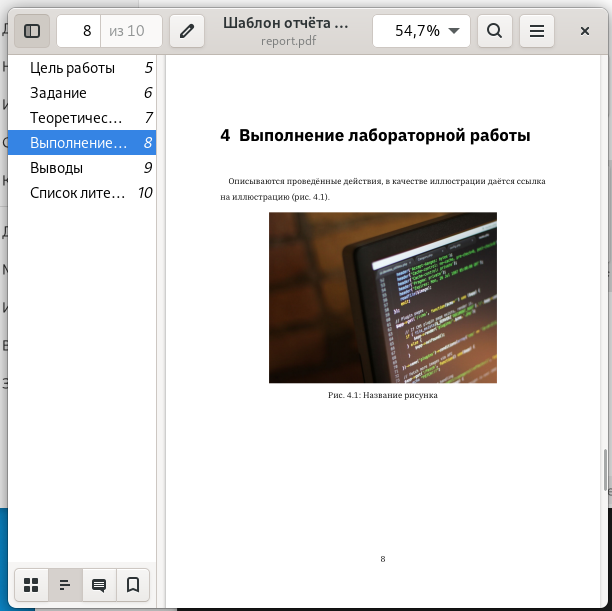 8 из 10
Шаблон отчёта …
report.pdf
54,7%
Цель работы 5
Задание 6
Теоретичес… 7
Выполнение… 8
Выводы 9
Список лите… 10
4 Выполнение лабораторной работы
Описываются проведённые действия, в качестве иллюстрации даётся ссылка
на иллюстрацию (рис. 4.1).
Рис. 4.1: Название рисунка
8